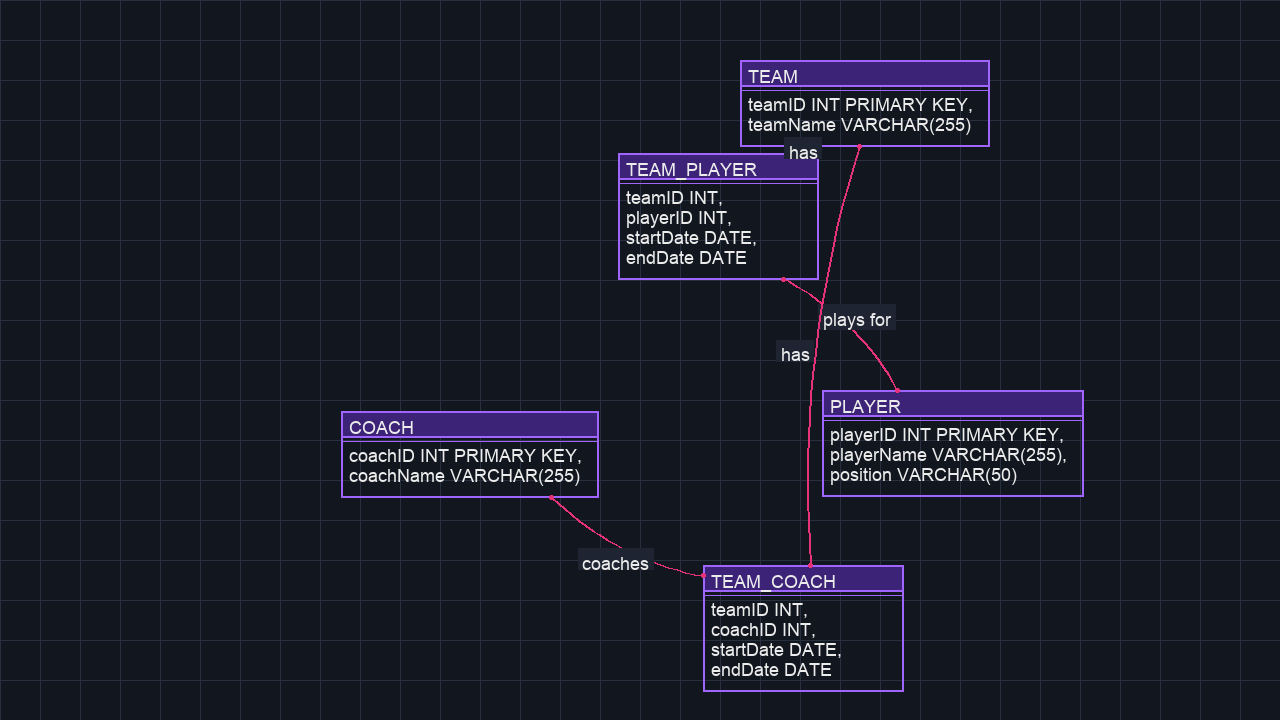 TEAM
teamID INT PRIMARY KEY,
teamName VARCHAR(255)
has
TEAM_PLAYER
teamID INT,
playerID INT,
startDate DATE,
endDate DATE
plays for
has
PLAYER
playerID INT PRIMARY KEY,
playerName VARCHAR(255),
position VARCHAR(50)
COACH
coachID INT PRIMARY KEY,
coachName VARCHAR(255)
coaches
TEAM_COACH
teamID INT,
coachID INT,
startDate DATE,
endDate DATE